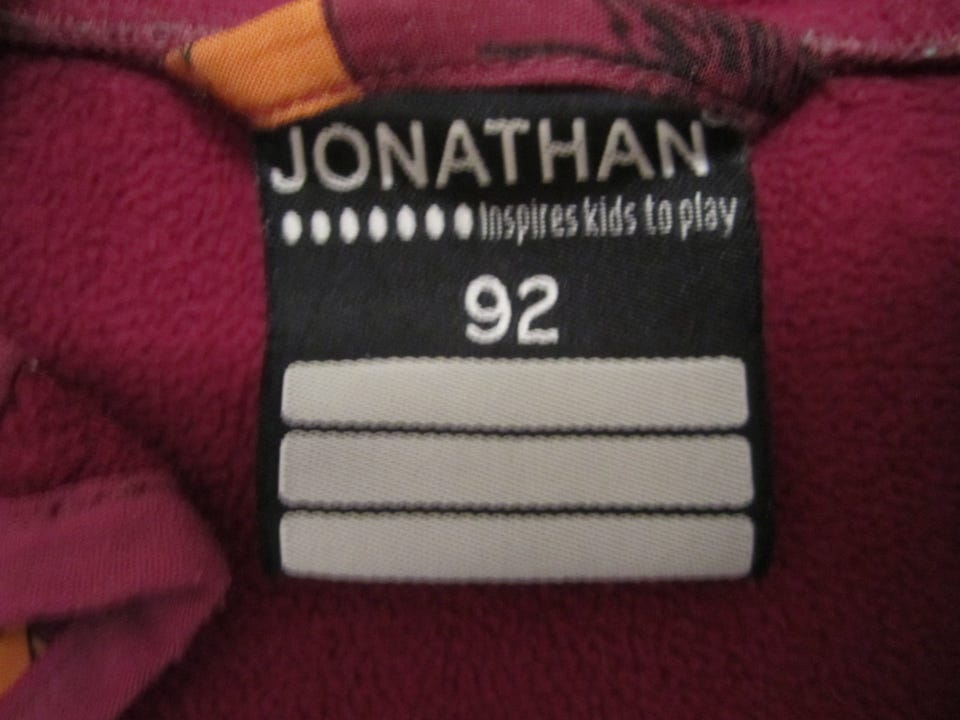 JONATHAN
Inspires kids to play
92